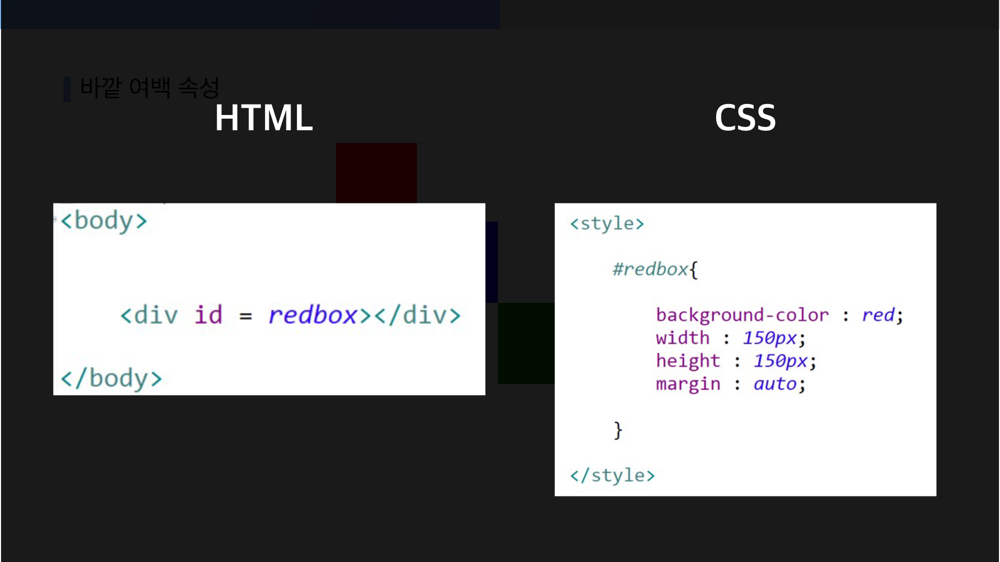 바깥 여백 속성
HTML
CSS
<body>
<div id = redbox></div>
</body>
<style>
#redbox{
background-color : red;
width : 150px;
height : 150px;
margin : auto;
}
</style>